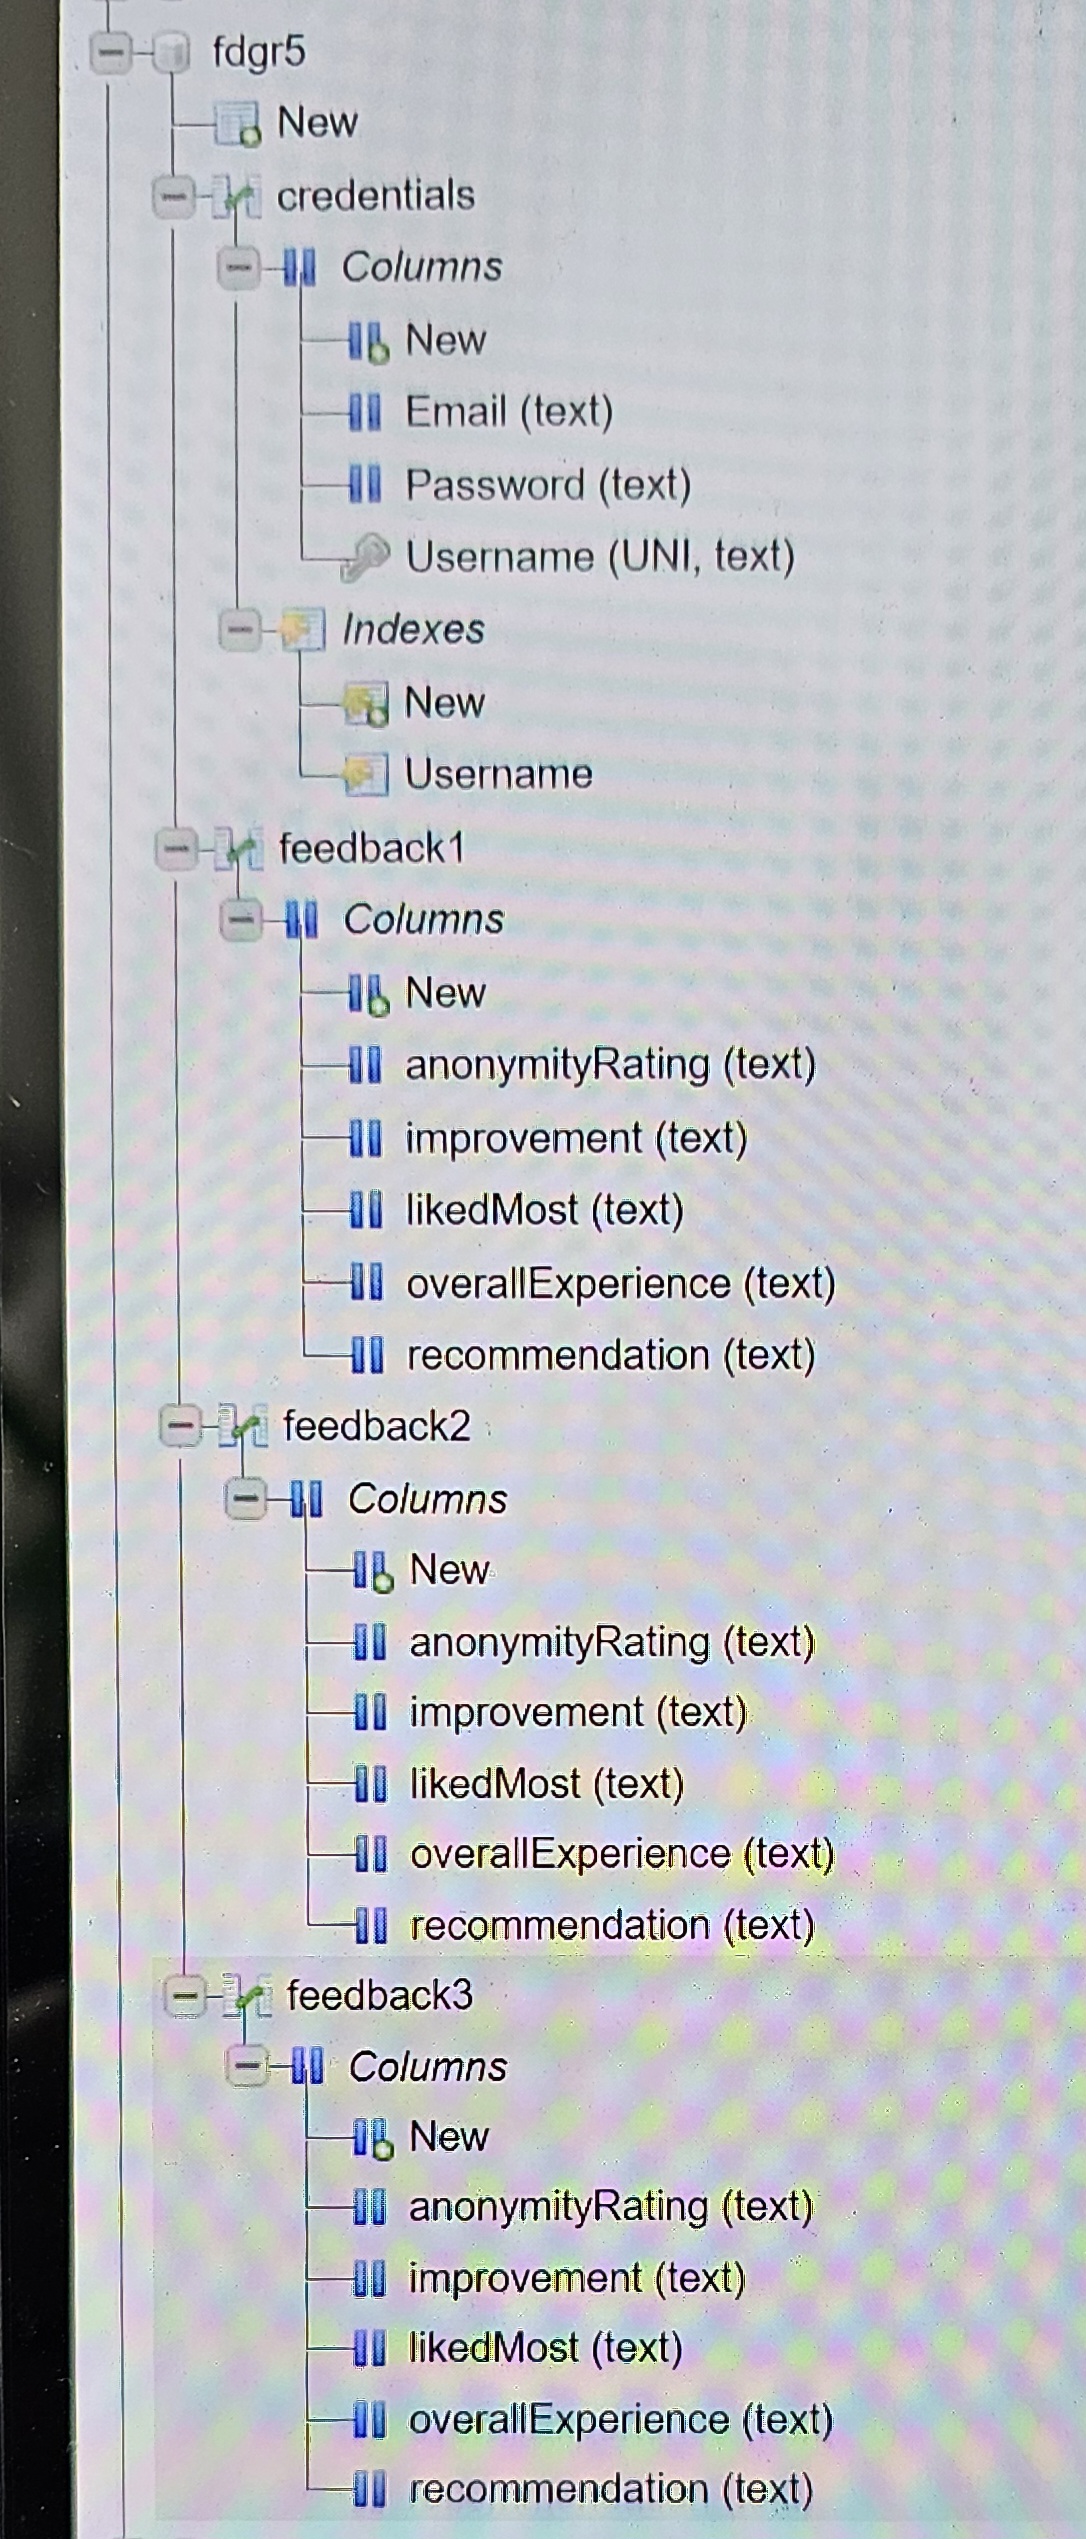 fdgr5
New
credentials
Columns
New
Email (text)
Password (text)
Username (UNI, text)
Indexes
New
Username
feedback1
Columns
New
anonymityRating (text)
improvement (text)
likedMost (text)
overallExperience (text)
recommendation (text)
feedback2
Columns
New
anonymityRating (text)
improvement (text)
likedMost (text)
overallExperience (text)
recommendation (text)
feedback3
Columns
New
anonymityRating (text)
improvement (text)
likedMost (text)
overallExperience (text)
recommendation (text)